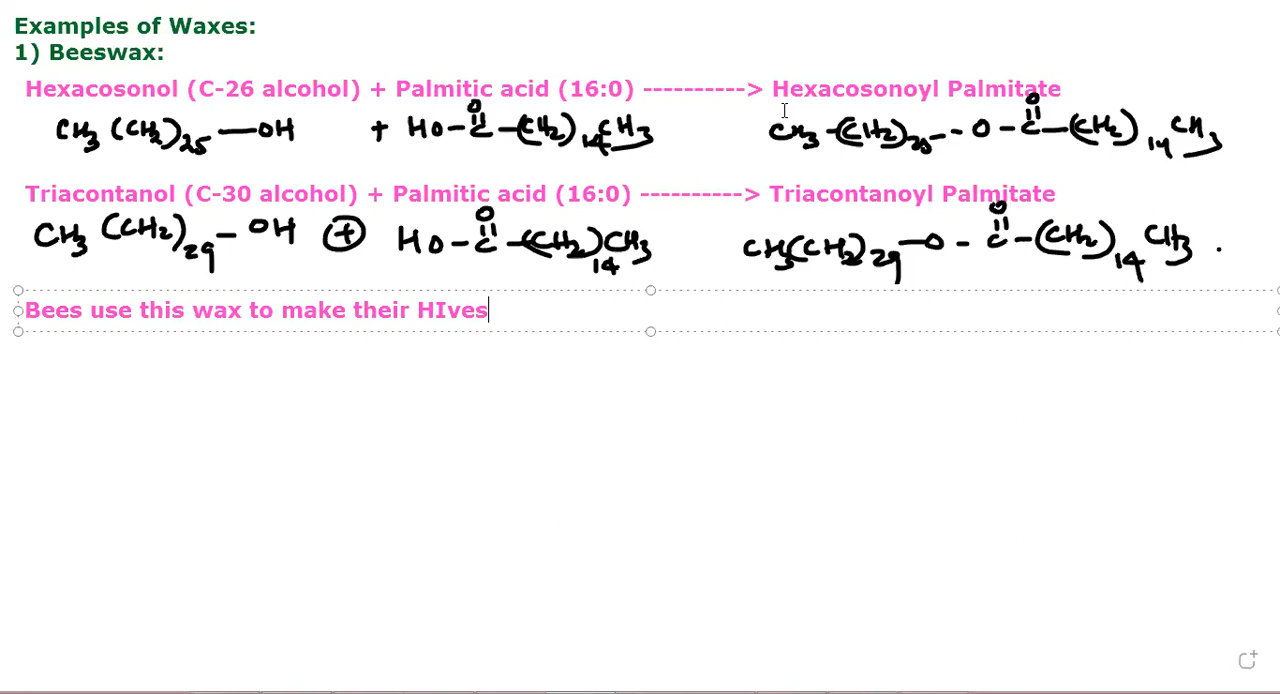 Examples of Waxes:
1) Beeswax:
Hexacosonol (C-26 alcohol) + Palmitic acid (16:0) ----------> Hexacosonoyl Palmitate
CH3 (CH2)25 —OH + HO-C(=O)-(CH2)14CH3 CH3-(CH2)25-- O-C(=O)-(CH2)14CH3
Triacontanol (C-30 alcohol) + Palmitic acid (16:0) ----------> Triacontanoyl Palmitate
CH3 (CH2)29-OH + HO-C(=O)-(CH2)14CH3 CH3(CH2)29-O-C(=O)-(CH2)14CH3.
Bees use this wax to make their HIves